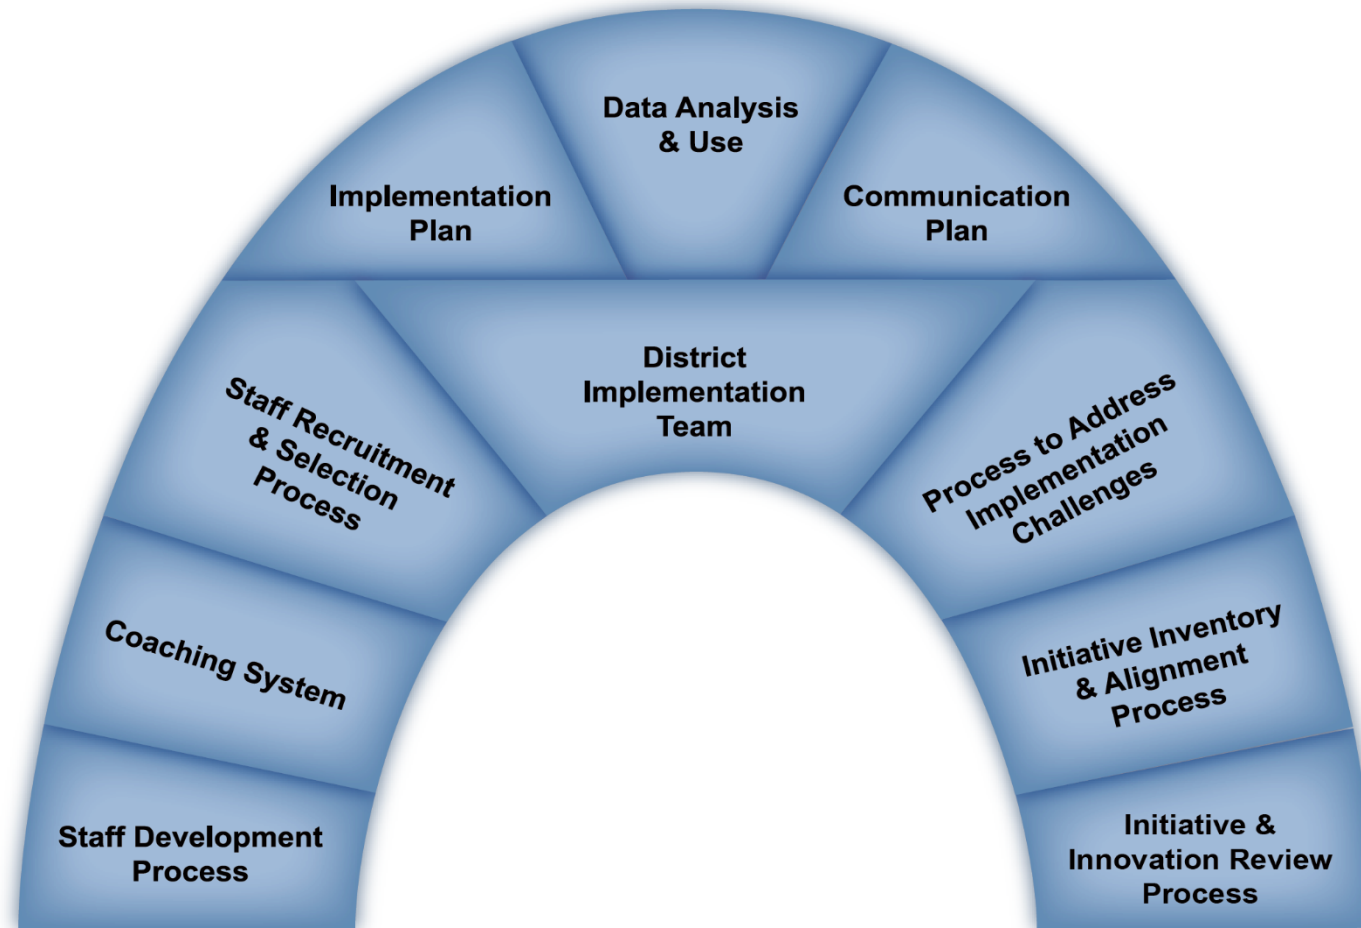 Data Analysis
& Use
Implementation
Plan
Communication
Plan
District
Implementation
Team
Staff Recruitment
& Selection
Process
Process to Address
Implementation
Challenges
Coaching System
Initiative Inventory
& Alignment
Process
Staff Development
Process
Initiative &
Innovation Review
Process